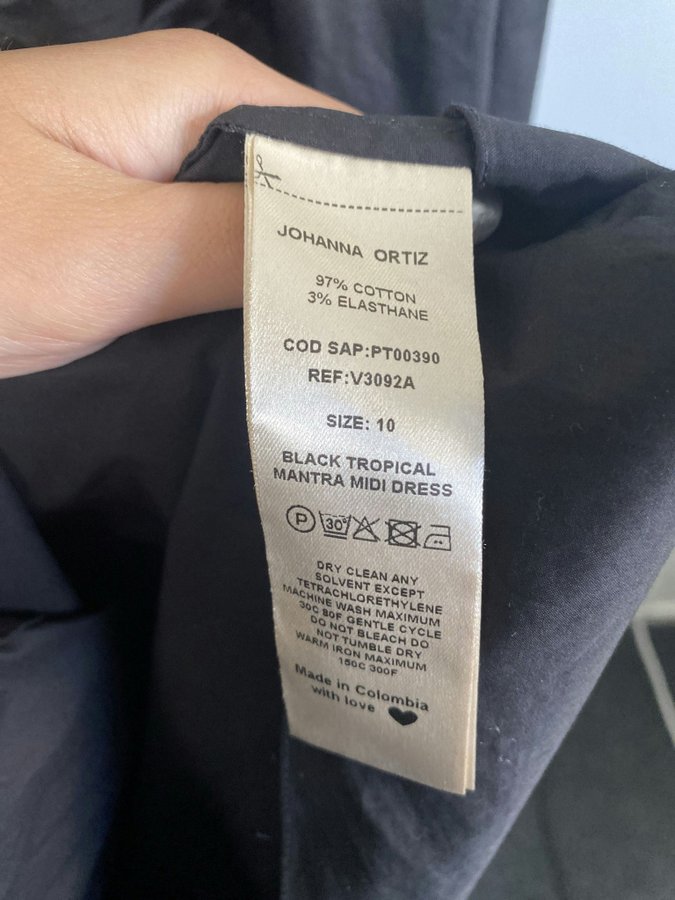 JOHANNA ORTIZ
97% COTTON
3% ELASTHANE
COD SAP:PT00390
REF:V3092A
SIZE: 10
BLACK TROPICAL
MANTRA MIDI DRESS
P 30°
DRY CLEAN ANY
SOLVENT EXCEPT
TETRACHLORETHYLENE
MACHINE WASH MAXIMUM
30C 80F GENTLE CYCLE
DO NOT BLEACH DO
NOT TUMBLE DRY
WARM IRON MAXIMUM
150C 300F
Made in Colombia
with love